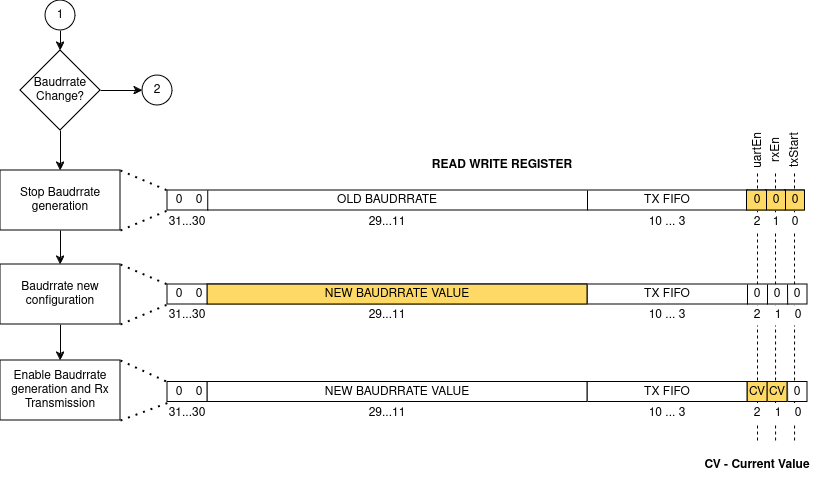 1
Baudrrate
Change?
2
READ WRITE REGISTER
uartEn
rxEn
txStart
Stop Baudrrate
generation
0 0 OLD BAUDRRATE TX FIFO 0 0 0
31...30 29...11 10 ... 3 2 1 0
Baudrrate new
configuration
0 0 NEW BAUDRRATE VALUE TX FIFO 0 0 0
31...30 29...11 10 ... 3 2 1 0
Enable Baudrrate
generation and Rx
Transmission
0 0 NEW BAUDRRATE VALUE TX FIFO CV CV 0
31...30 29...11 10 ... 3 2 1 0
CV - Current Value